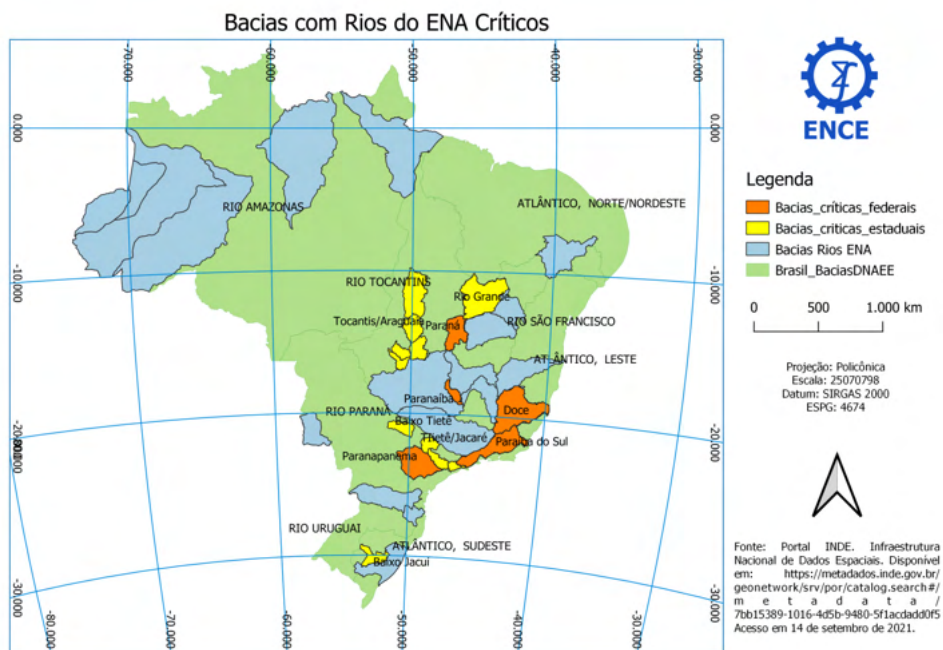 Bacias com Rios do ENA Críticos
-70.000
-60.000
-50.000
-40.000
-30.000
0.000
0.000
RIO AMAZONAS
ATLÂNTICO, NORTE/NORDESTE
-10.000
-10.000
RIO TOCANTINS
Rio Grande
Tocantis/Araguaia
Paraná
RIO SÃO FRANCISCO
ATLÂNTICO, LESTE
Paranaíba
RIO PARANA
Doce
Baixo Tietê
Tietê/Jacaré
Paraíba do Sul
-20.000
Paranapanema
RIO URUGUAI
ATLÂNTICO, SUDESTE
Baixo Jacuí
-30.000
-30.000
-80.000
-70.000
-60.000
-50.000
-40.000
-30.000
ENCE
Legenda
Bacias_críticas_federais
Bacias_criticas_estaduais
Bacias Rios ENA
Brasil_BaciasDNAEE
0 500 1.000 km
Projeção: Policônica
Escala: 25070798
Datum: SIRGAS 2000
ESPG: 4674
Fonte: Portal INDE. Infraestrutura
Nacional de Dados Espaciais. Disponível
em: https://metadados.inde.gov.br/
geonetwork/srv/por/catalog.search#/
m e t a d a t a /
7bb15389-1016-4d5b-9480-5f1acdadd0f5
Acesso em 14 de setembro de 2021.